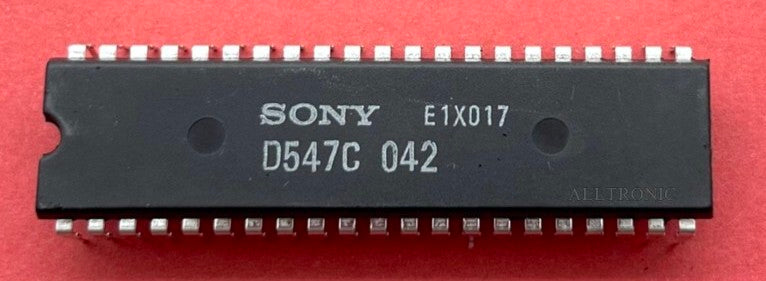 SONY E1X017
D547C 042
ALLTRONIC